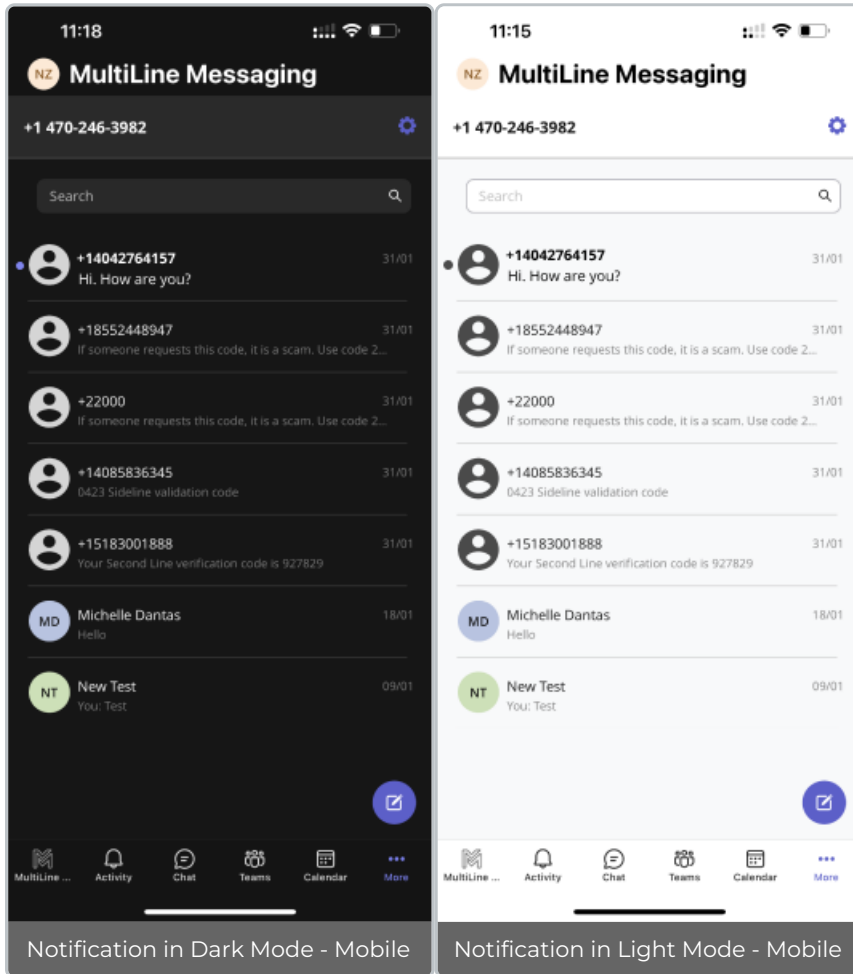 11:18
NZ MultiLine Messaging
+1 470-246-3982
Search
+14042764157 31/01
Hi. How are you?
+18552448947 31/01
If someone requests this code, it is a scam. Use code 2...
+22000 31/01
If someone requests this code, it is a scam. Use code 2...
+14085836345 31/01
0423 Sideline validation code
+15183001888 31/01
Your Second Line verification code is 927829
MD Michelle Dantas 18/01
Hello
NT New Test 09/01
You: Test
MultiLine ... Activity Chat Teams Calendar More
Notification in Dark Mode - Mobile
11:15
NZ MultiLine Messaging
+1 470-246-3982
Search
+14042764157 31/01
Hi. How are you?
+18552448947 31/01
If someone requests this code, it is a scam. Use code 2...
+22000 31/01
If someone requests this code, it is a scam. Use code 2...
+14085836345 31/01
0423 Sideline validation code
+15183001888 31/01
Your Second Line verification code is 927829
MD Michelle Dantas 18/01
Hello
NT New Test 09/01
You: Test
MultiLine ... Activity Chat Teams Calendar More
Notification in Light Mode - Mobile